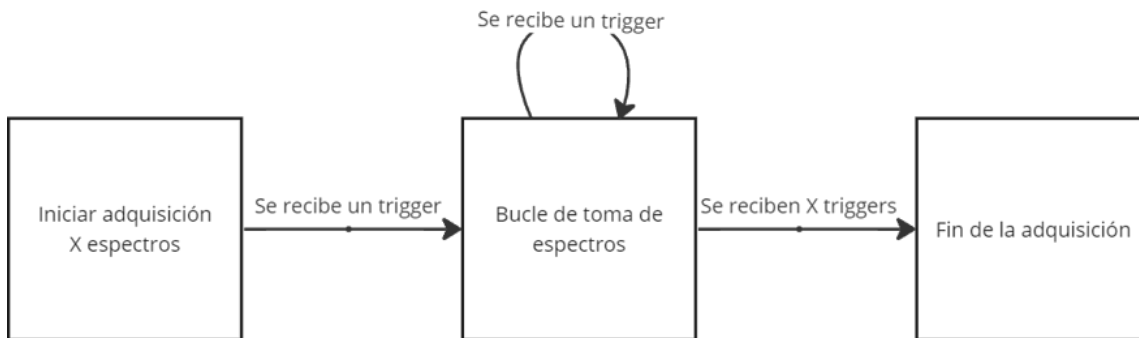 Se recibe un trigger
Iniciar adquisición
X espectros
Se recibe un trigger
Bucle de toma de
espectros
Se reciben X triggers
Fin de la adquisición